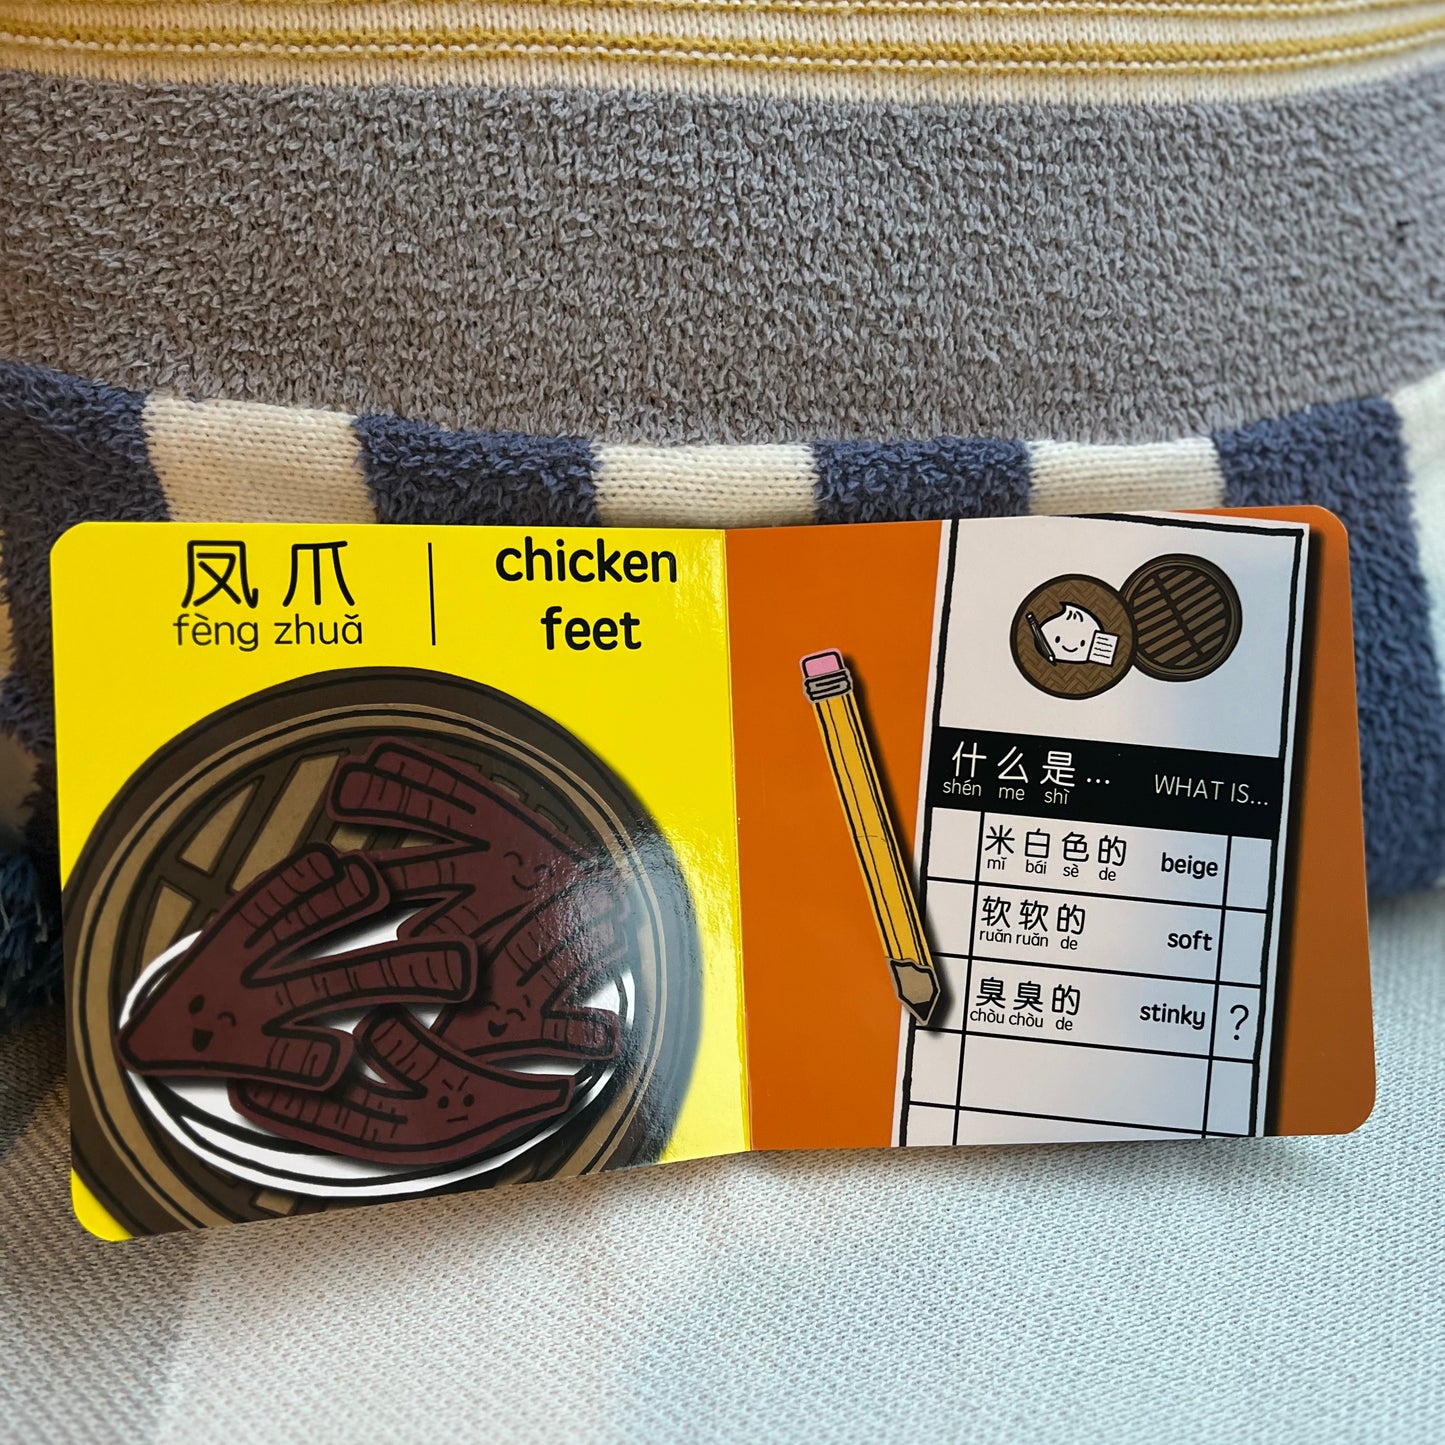 凤爪
fèng zhuǎ
chicken
feet
什么是... WHAT IS...
shén me shì
米白色的 beige
mǐ bái sè de
软软的 soft
ruǎn ruǎn de
臭臭的 stinky ?
chòu chòu de